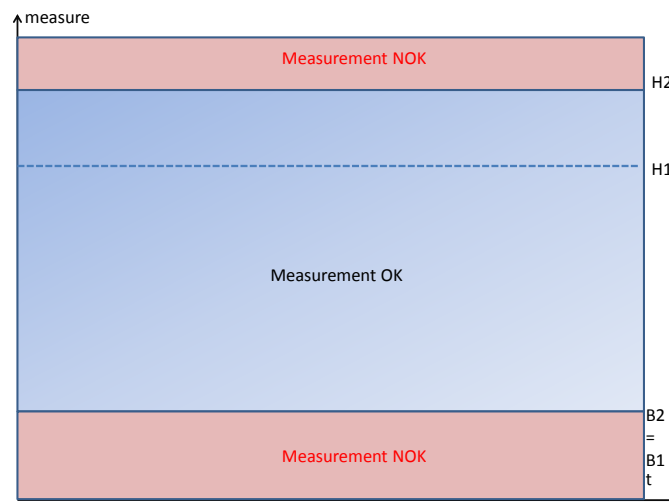 measure
Measurement NOK
H2
H1
Measurement OK
B2
=
B1
Measurement NOK
t